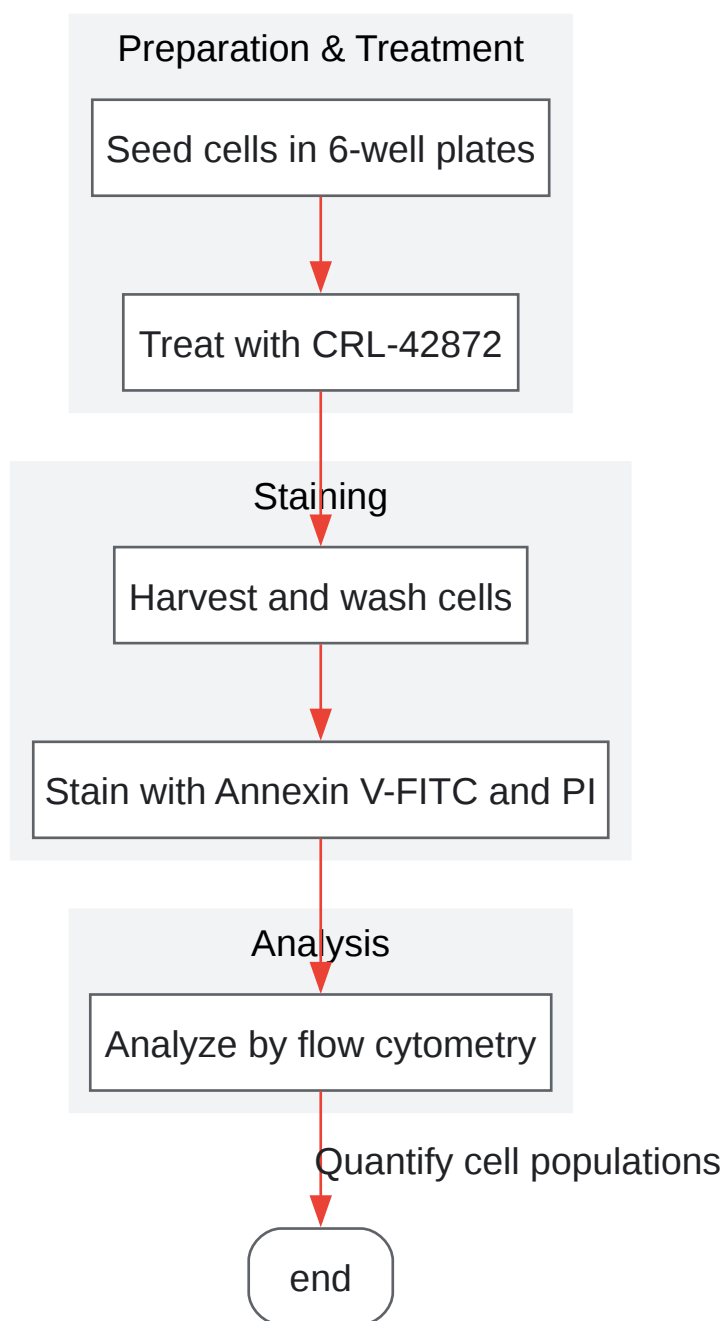 Preparation & Treatment
Seed cells in 6-well plates
Treat with CRL-42872
Staining
Harvest and wash cells
Stain with Annexin V-FITC and PI
Analysis
Analyze by flow cytometry
Quantify cell populations
end